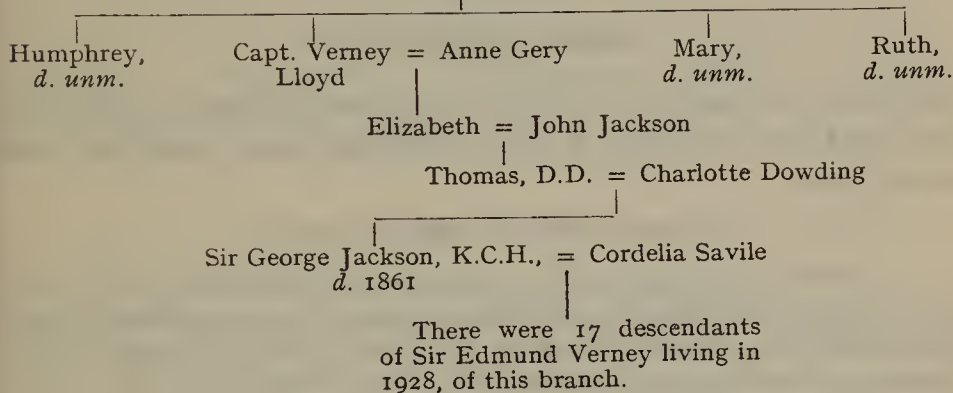 Humphrey, Capt. Verney = Anne Gery Mary, Ruth,
d. unm. Lloyd d. unm. d. unm.
Elizabeth = John Jackson
Thomas, D.D. = Charlotte Dowding
Sir George Jackson, K.C.H., = Cordelia Savile
d. 1861
There were 17 descendants
of Sir Edmund Verney living in
1928, of this branch.